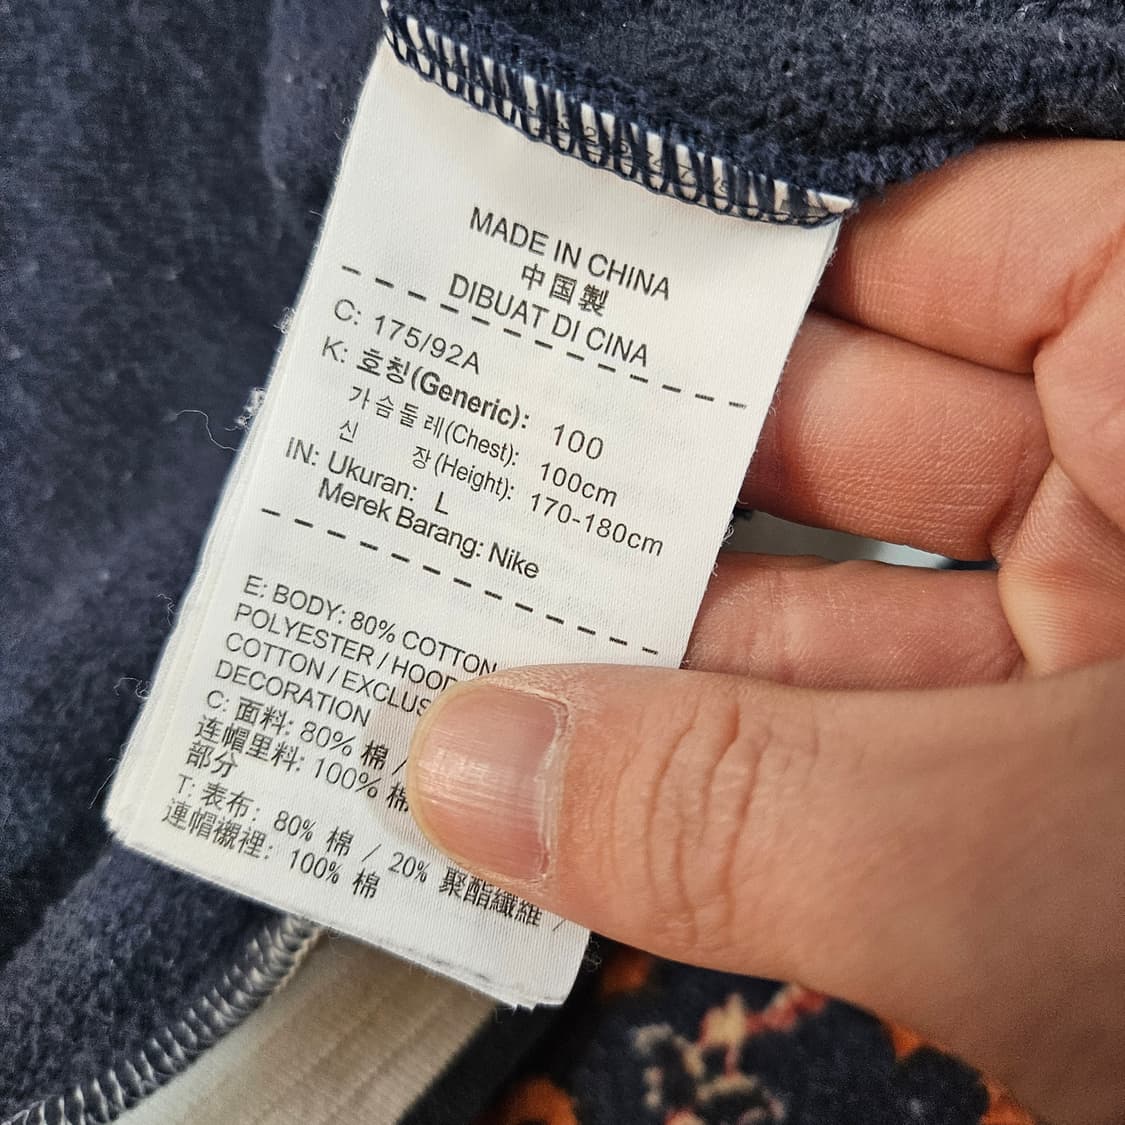 MADE IN CHINA
中国製
DIBUAT DI CINA
C: 175/92A
K: 호칭(Generic): 100
가슴둘레(Chest): 100cm
신 장(Height): 170-180cm
IN: Ukuran: L
Merek Barang: Nike
E: BODY: 80% COTTON
POLYESTER / HOOD
COTTON / EXCLUS
DECORATION
C: 面料: 80% 棉 /
连帽里料: 100% 棉
部分
T: 表布: 80% 棉 / 20% 聚酯纖維 /
連帽襯裡: 100% 棉